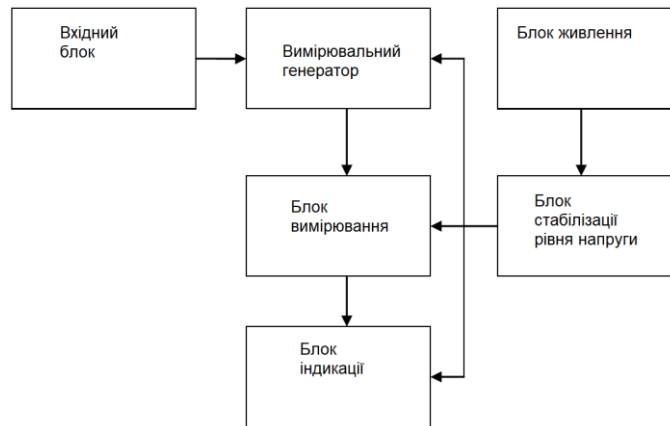 Вхідний
блок
Вимірювальний
генератор
Блок живлення
Блок
вимірювання
Блок
стабілізації
рівня напруги
Блок
індикації